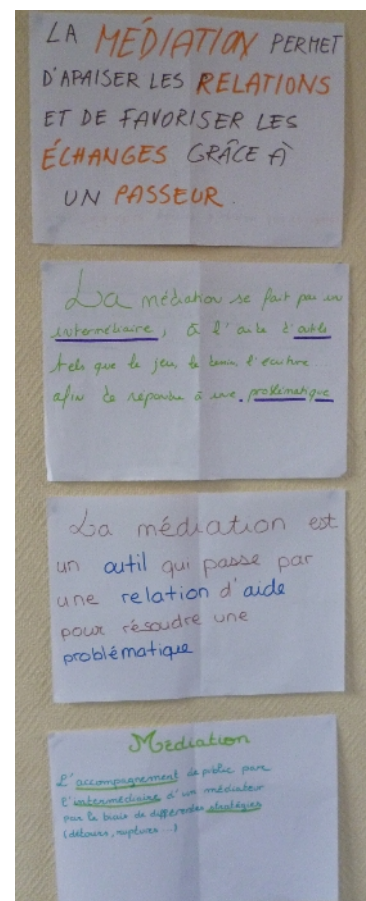 LA MÉDIATION PERMET
D'APAISER LES RELATIONS
ET DE FAVORISER LES
ÉCHANGES GRÂCE À
UN PASSEUR.
La médiation se fait par un
intermédiaire, à l'aide d'outils
tels que le jeu, le dessin, l'écriture...
afin de répondre à une problématique
La médiation est
un outil qui passe par
une relation d'aide
pour résoudre une
problématique
Médiation
L'accompagnement de public par
l'intermédiaire d'un médiateur
par le biais de différentes stratégies
(détours, ruptures...)